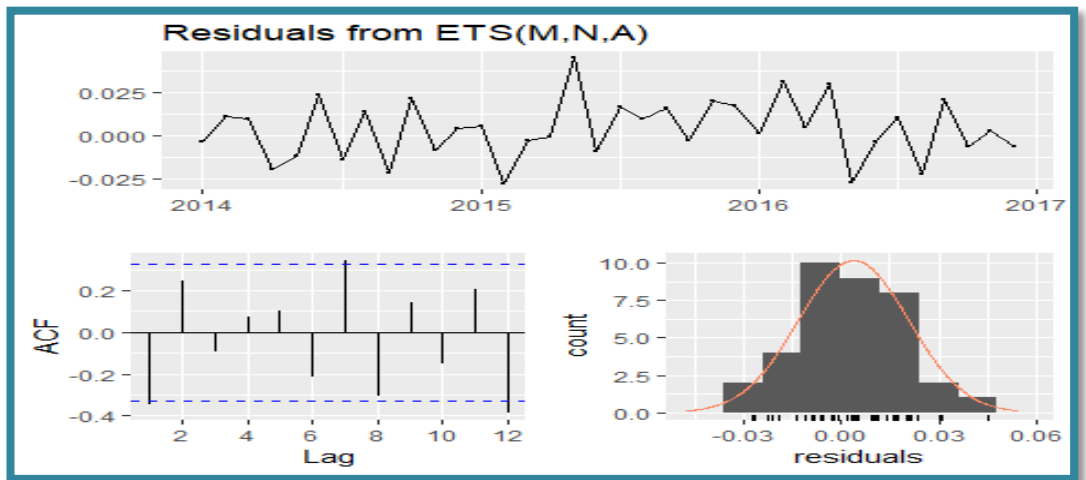 Residuals from ETS(M,N,A)
0.025
0.000
-0.025
2014 2015 2016 2017
ACF
0.2
0.0
-0.2
-0.4
2 4 6 8 10 12
Lag
count
10.0
7.5
5.0
2.5
0.0
-0.03 0.00 0.03 0.06
residuals